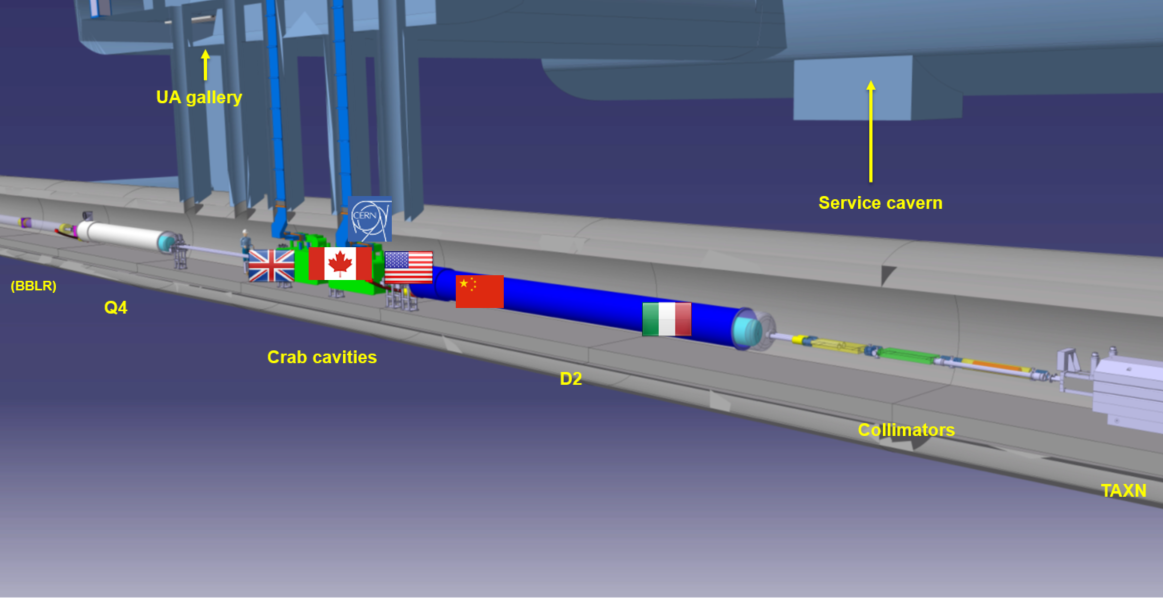 UA gallery
Service cavern
CERN
(BBLR)
Q4
Crab cavities
D2
Collimators
TAXN